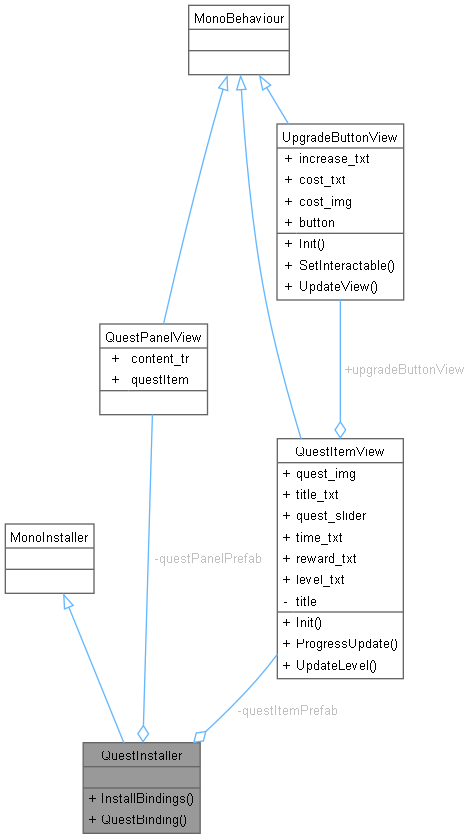 MonoBehaviour
UpgradeButtonView
+ increase_txt
+ cost_txt
+ cost_img
+ button
+ Init()
+ SetInteractable()
+ UpdateView()
QuestPanelView
+ content_tr
+ questItem
+upgradeButtonView
QuestItemView
+ quest_img
+ title_txt
+ quest_slider
+ time_txt
+ reward_txt
+ level_txt
- title
+ Init()
+ ProgressUpdate()
+ UpdateLevel()
MonoInstaller
-questPanelPrefab
-questItemPrefab
QuestInstaller
+ InstallBindings()
+ QuestBinding()